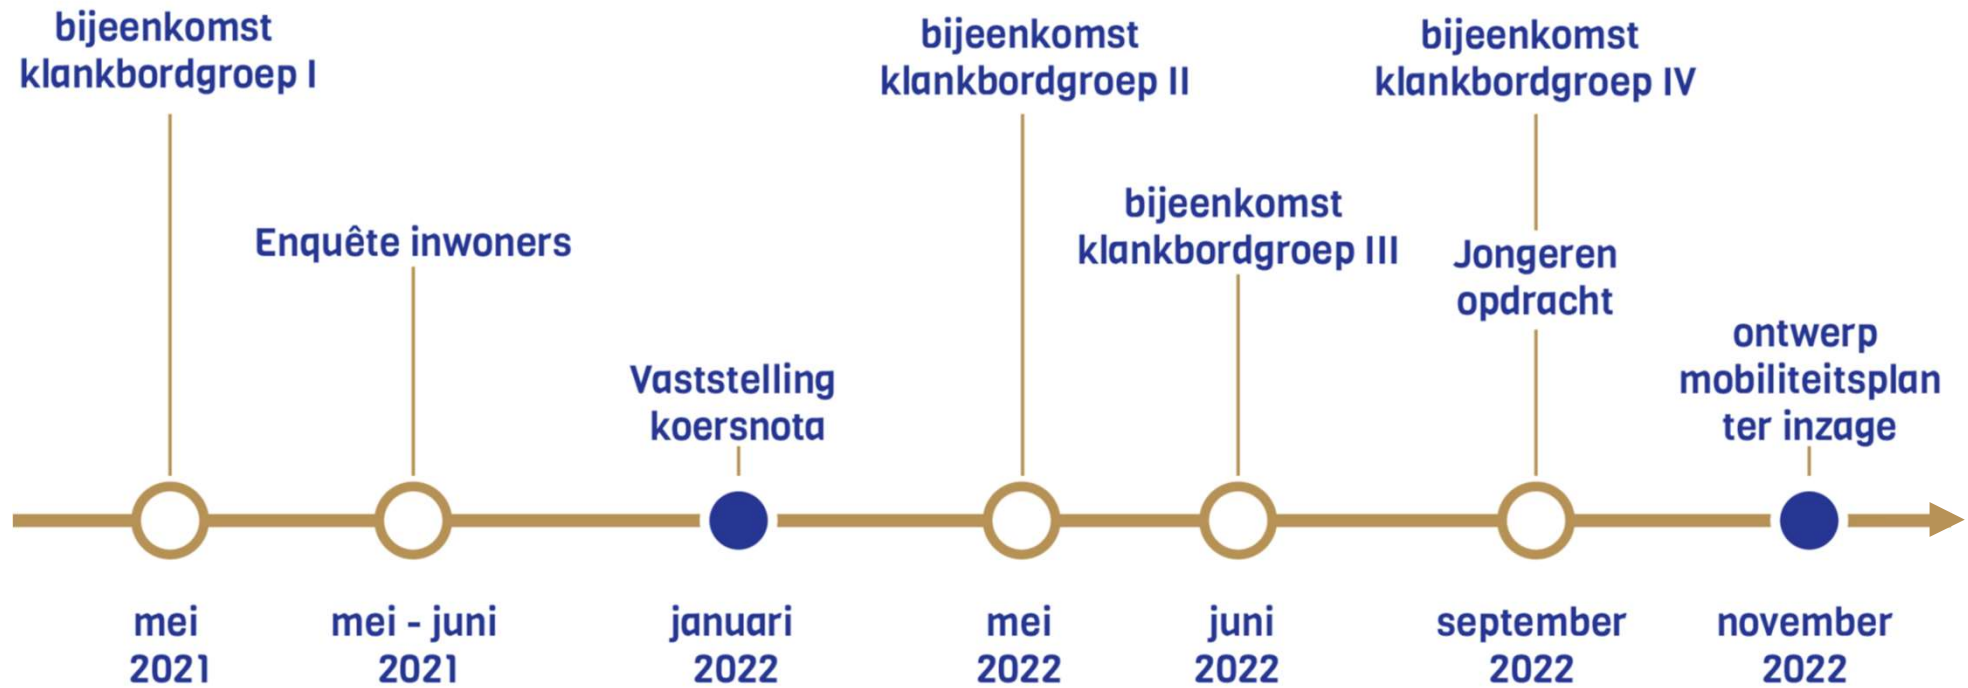 bijeenkomst
klankbordgroep I
Enquête inwoners
Vaststelling
koersnota
bijeenkomst
klankbordgroep II
bijeenkomst
klankbordgroep III
bijeenkomst
klankbordgroep IV
Jongeren
opdracht
ontwerp
mobiliteitsplan
ter inzage
mei
2021
mei - juni
2021
januari
2022
mei
2022
juni
2022
september
2022
november
2022